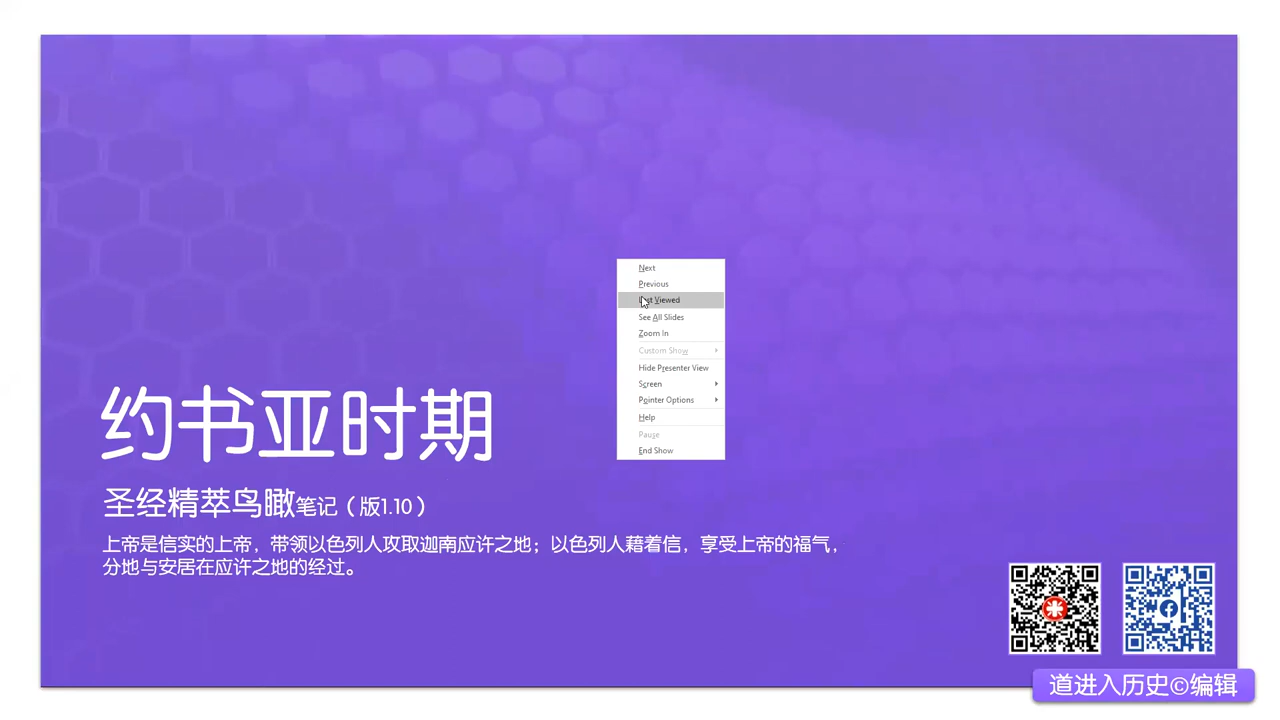 Next
Previous
Last Viewed
See All Slides
Zoom In
Custom Show
Hide Presenter View
Screen
Pointer Options
Help
Pause
End Show
约书亚时期
圣经精萃鸟瞰笔记（版1.10）
上帝是信实的上帝，带领以色列人攻取迦南应许之地；以色列人藉着信，享受上帝的福气，
分地与安居在应许之地的经过。
道进入历史©编辑